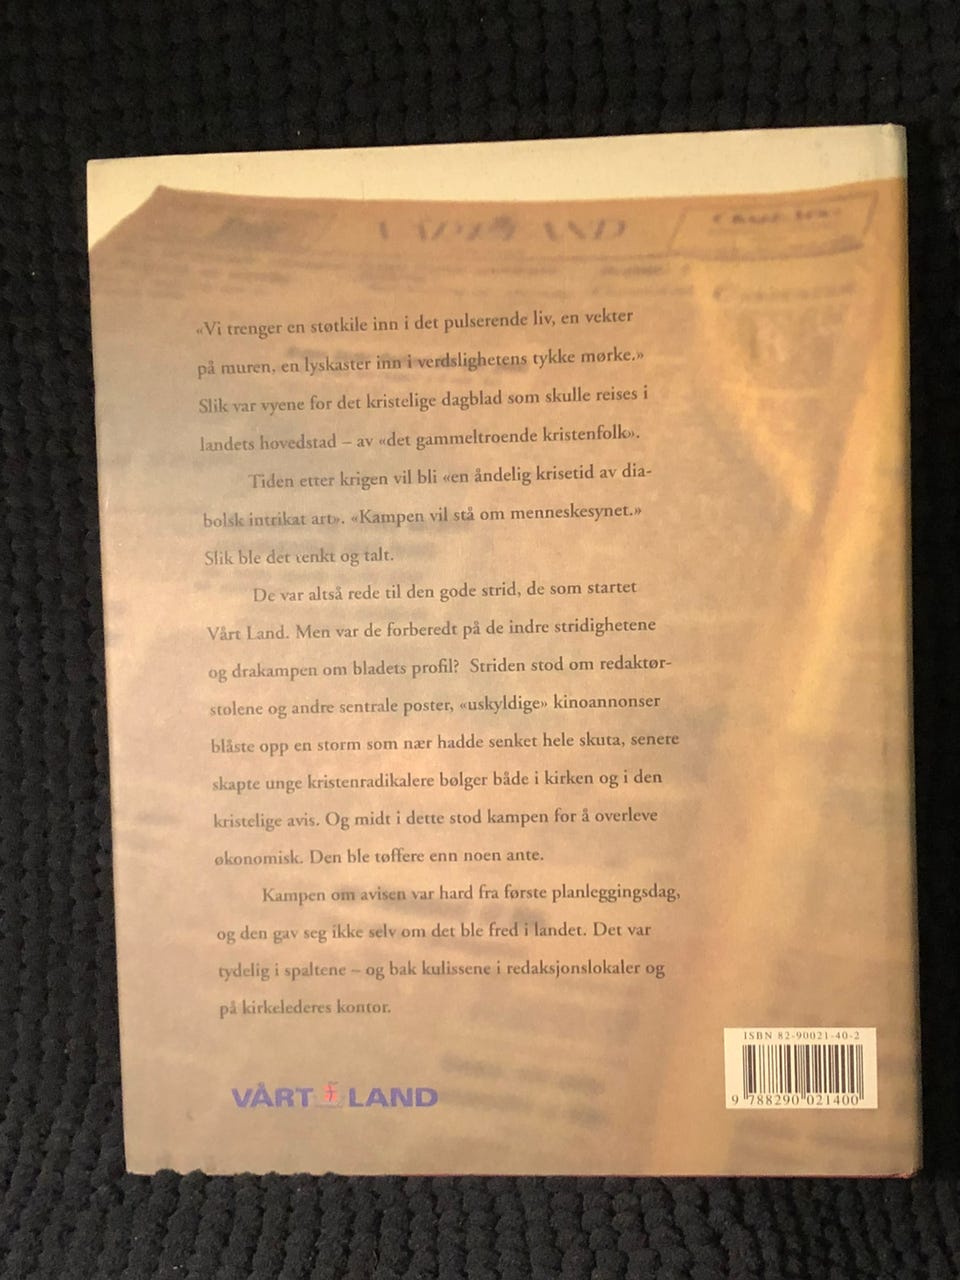 VÅRT LAND
«Vi trenger en støtkile inn i det pulserende liv, en vekter
på muren, en lyskaster inn i verdslighetens tykke mørke.»
Slik var vyene for det kristelige dagblad som skulle reises i
landets hovedstad – av «det gammeltroende kristenfolk».
Tiden etter krigen vil bli «en åndelig krisetid av dia-
bolsk intrikat art». «Kampen vil stå om menneskesynet.»
Slik ble det tenkt og talt.
De var altså rede til den gode strid, de som startet
Vårt Land. Men var de forberedt på de indre stridighetene
og drakampen om bladets profil? Striden stod om redaktør-
stolene og andre sentrale poster, «uskyldige» kinoannonser
blåste opp en storm som nær hadde senket hele skuta, senere
skapte unge kristenradikalere bølger både i kirken og i den
kristelige avis. Og midt i dette stod kampen for å overleve
økonomisk. Den ble tøffere enn noen ante.
Kampen om avisen var hard fra første planleggingsdag,
og den gav seg ikke selv om det ble fred i landet. Det var
tydelig i spaltene – og bak kulissene i redaksjonslokaler og
på kirkelederes kontor.
ISBN 82-90021-40-2
9 788290 021400
VÅRT LAND